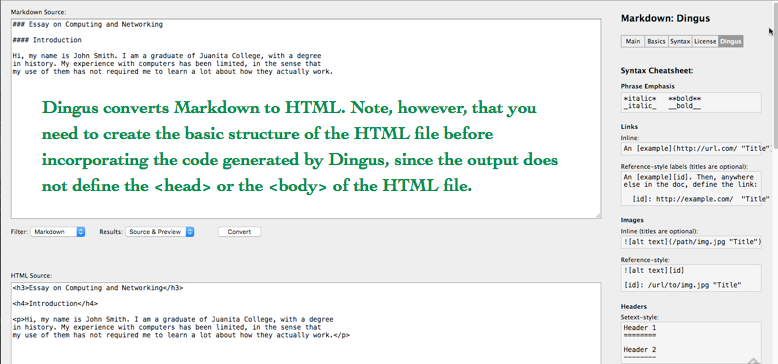 Markdown Source:
### Essay on Computing and Networking
#### Introduction
Hi, my name is John Smith. I am a graduate of Juanita College, with a degree
in history. My experience with computers has been limited, in the sense that
my use of them has not required me to learn a lot about how they actually work.
Dingus converts Markdown to HTML. Note, however, that you
need to create the basic structure of the HTML file before
incorporating the code generated by Dingus, since the output does
not define the <head> or the <body> of the HTML file.
Filter: Markdown Results: Source & Preview Convert
HTML Source:
<h3>Essay on Computing and Networking</h3>
<h4>Introduction</h4>
<p>Hi, my name is John Smith. I am a graduate of Juanita College, with a degree
in history. My experience with computers has been limited, in the sense that
my use of them has not required me to learn a lot about how they actually work.</p>
Markdown: Dingus
Main Basics Syntax License Dingus
Syntax Cheatsheet:
Phrase Emphasis
*italic* **bold**
_italic_ __bold__
Links
Inline:
An [example](http://url.com/ "Title")
Reference-style labels (titles are optional):
An [example][id]. Then, anywhere
else in the doc, define the link:
[id]: http://example.com/ "Title"
Images
Inline (titles are optional):
![alt text](/path/img.jpg "Title")
Reference-style:
![alt text][id]
[id]: /url/to/img.jpg "Title"
Headers
Setext-style:
Header 1
========
Header 2